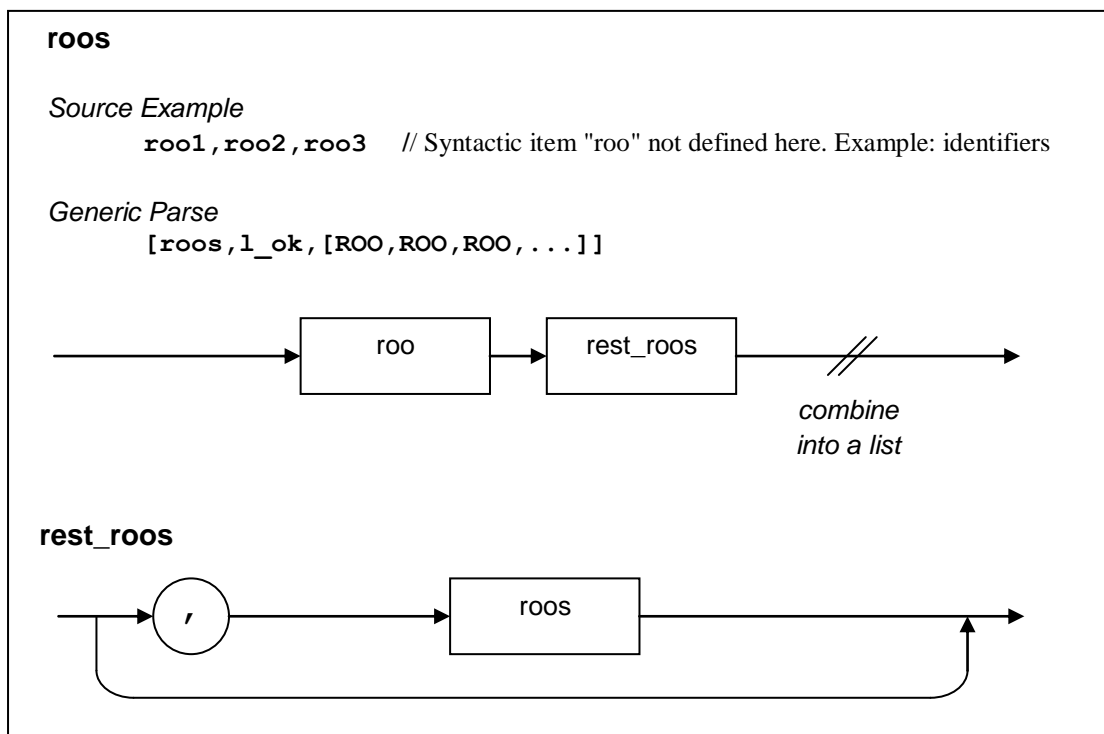 roos
Source Example
roo1,roo2,roo3 // Syntactic item "roo" not defined here. Example: identifiers
Generic Parse
[roos,l_ok,[ROO,ROO,ROO,...]]
roo
rest_roos
combine
into a list
rest_roos
,
roos